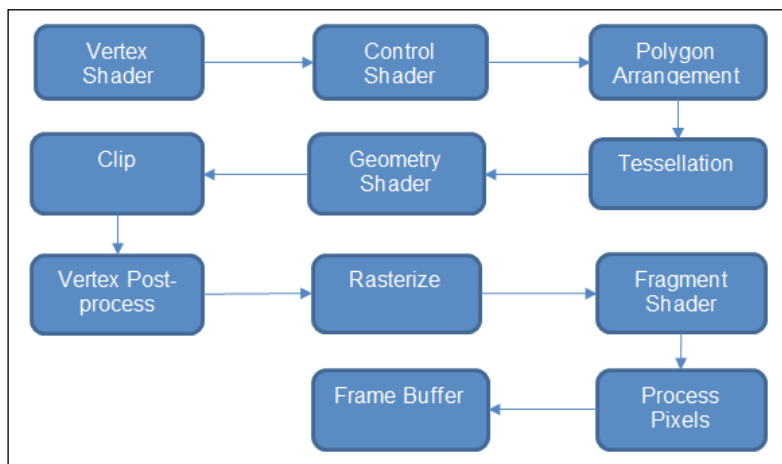 Vertex
Shader
Control
Shader
Polygon
Arrangement
Clip
Geometry
Shader
Tessellation
Vertex Post-
process
Rasterize
Fragment
Shader
Frame Buffer
Process
Pixels